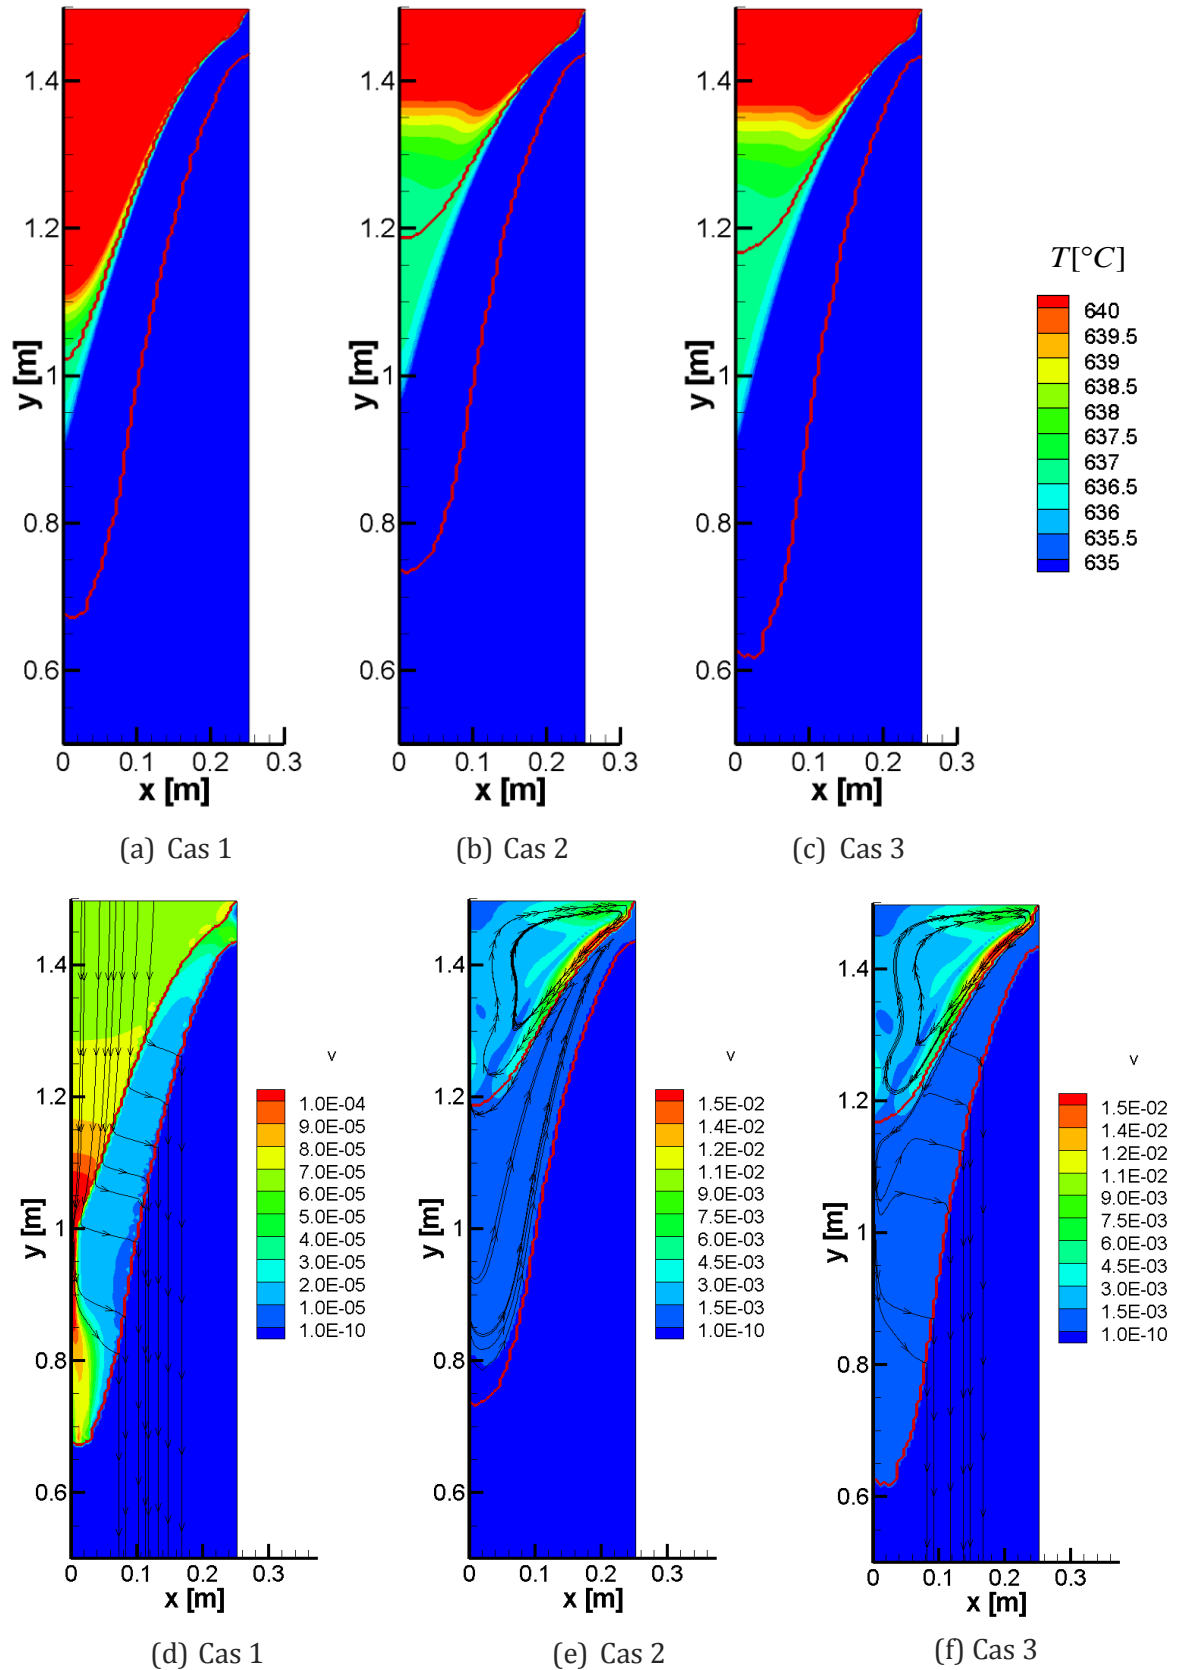 y [m]
1.4
1.2
1
0.8
0.6
0 0.1 0.2 0.3
x [m]
(a) Cas 1
y [m]
1.4
1.2
1
0.8
0.6
0 0.1 0.2 0.3
x [m]
(b) Cas 2
y [m]
1.4
1.2
1
0.8
0.6
0 0.1 0.2 0.3
x [m]
(c) Cas 3
T[°C]
640
639.5
639
638.5
638
637.5
637
636.5
636
635.5
635
y [m]
1.4
1.2
1
0.8
0.6
0 0.1 0.2 0.3
x [m]
v
1.0E-04
9.0E-05
8.0E-05
7.0E-05
6.0E-05
5.0E-05
4.0E-05
3.0E-05
2.0E-05
1.0E-05
1.0E-10
(d) Cas 1
y [m]
1.4
1.2
1
0.8
0.6
0 0.1 0.2 0.3
x [m]
v
1.5E-02
1.4E-02
1.2E-02
1.1E-02
9.0E-03
7.5E-03
6.0E-03
4.5E-03
3.0E-03
1.5E-03
1.0E-10
(e) Cas 2
y [m]
1.4
1.2
1
0.8
0.6
0 0.1 0.2 0.3
x [m]
v
1.5E-02
1.4E-02
1.2E-02
1.1E-02
9.0E-03
7.5E-03
6.0E-03
4.5E-03
3.0E-03
1.5E-03
1.0E-10
(f) Cas 3